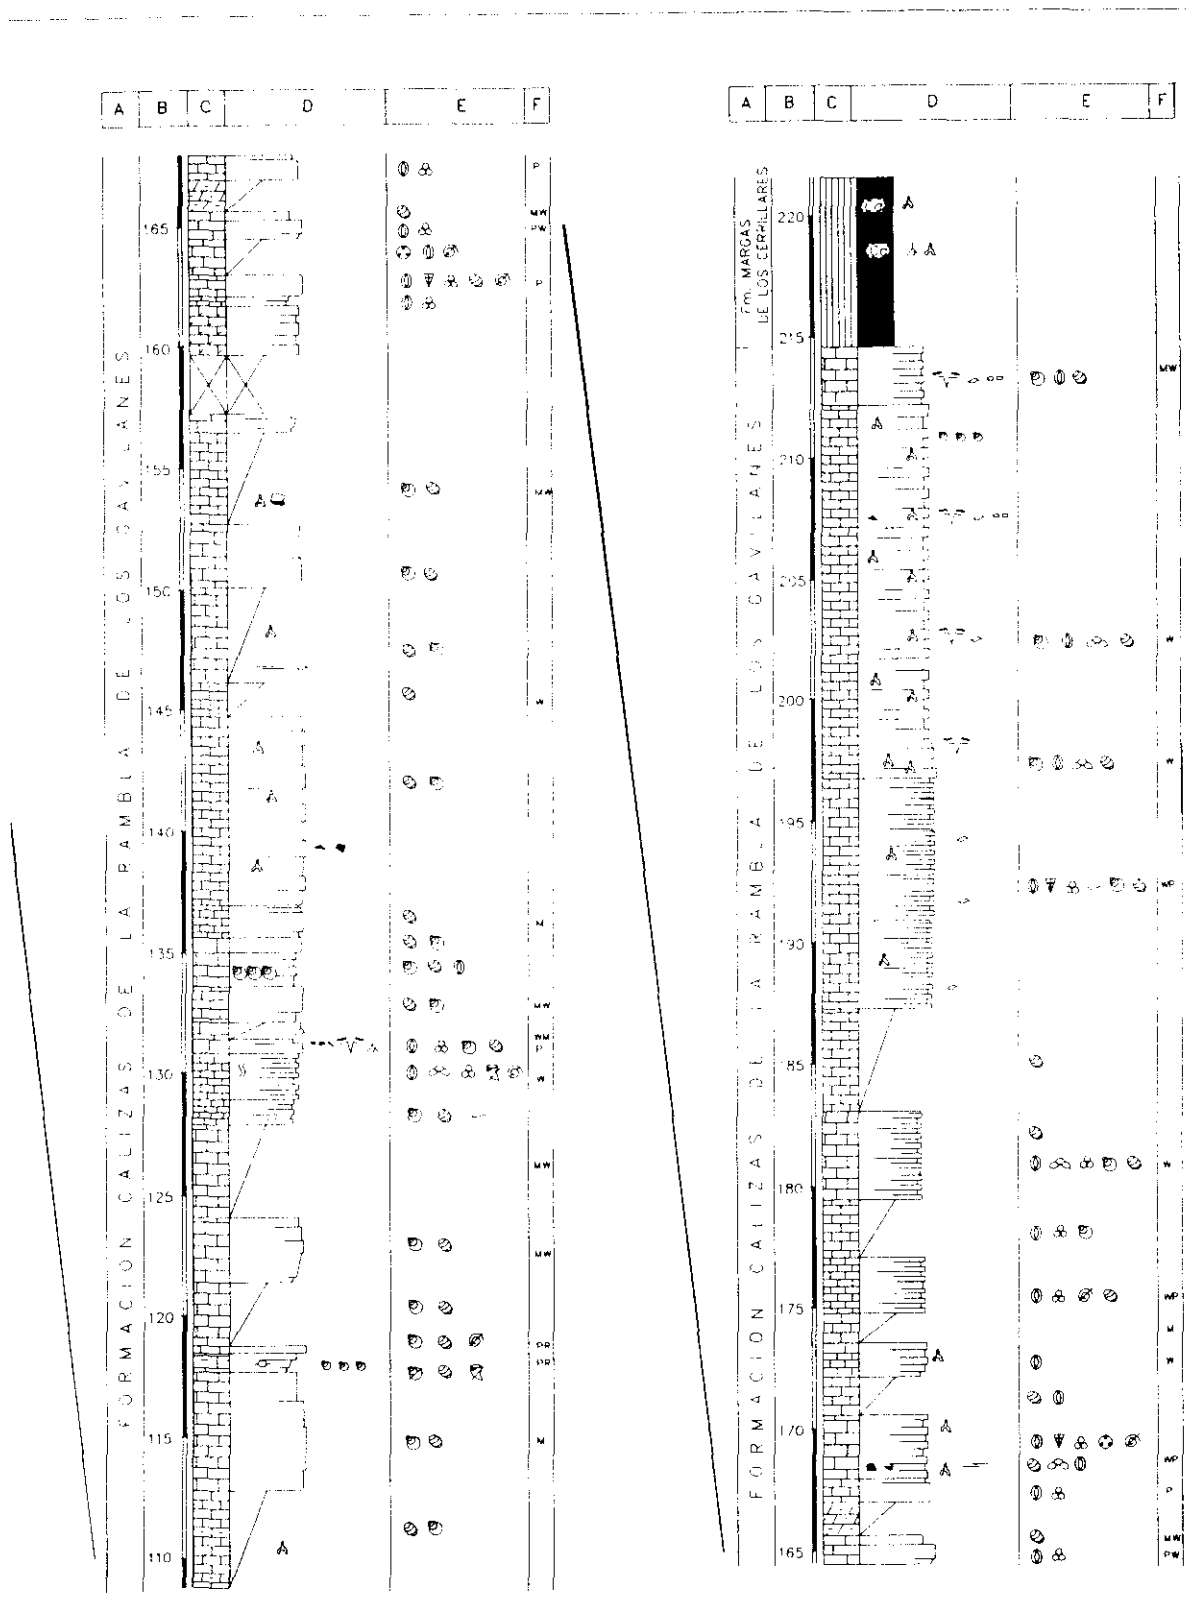 A B C D E F
P
MW
165
PW
P
160
155
MW
150
145
W
140
M
135
MW
WM
P
130
W
MW
125
MW
120
PR
PR
115
M
110
FORMACION CALIZAS DE LA RAMBLA DE LOS GAVILANES
A B C D E F
Fm. MARGAS
DE LOS CERRILLARES
220
215
MW
210
205
W
200
W
195
WP
190
185
W
180
WP
175
M
W
170
WP
P
MW
165
PW
FORMACION CALIZAS DE LA RAMBLA DE LOS GAVILANES